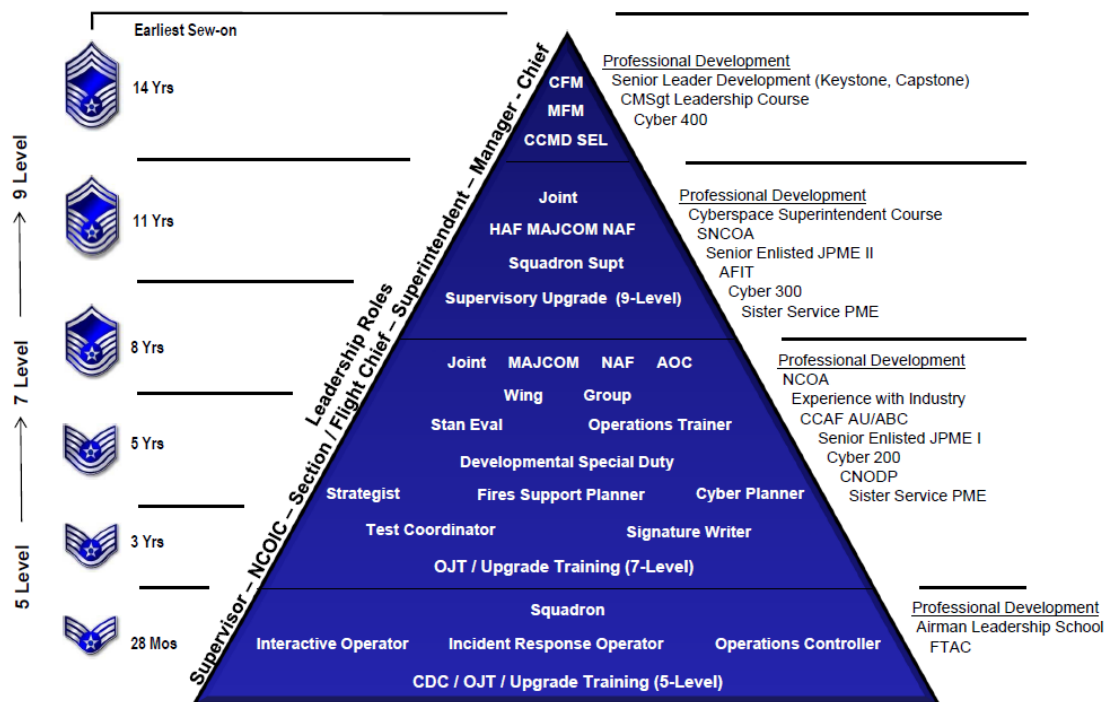 Earliest Sew-on
14 Yrs
11 Yrs
8 Yrs
5 Yrs
3 Yrs
28 Mos
9 Level
7 Level
5 Level
Leadership Roles
Supervisor – NCOIC – Section / Flight Chief – Superintendent – Manager - Chief
CFM
MFM
CCMD SEL
Joint
HAF MAJCOM NAF
Squadron Supt
Supervisory Upgrade (9-Level)
Joint MAJCOM NAF AOC
Wing Group
Stan Eval Operations Trainer
Developmental Special Duty
Strategist Fires Support Planner Cyber Planner
Test Coordinator Signature Writer
OJT / Upgrade Training (7-Level)
Squadron
Interactive Operator Incident Response Operator Operations Controller
CDC / OJT / Upgrade Training (5-Level)
Professional Development
Senior Leader Development (Keystone, Capstone)
CMSgt Leadership Course
Cyber 400
Professional Development
Cyberspace Superintendent Course
SNCOA
Senior Enlisted JPME II
AFIT
Cyber 300
Sister Service PME
Professional Development
NCOA
Experience with Industry
CCAF AU/ABC
Senior Enlisted JPME I
Cyber 200
CNODP
Sister Service PME
Professional Development
Airman Leadership School
FTAC